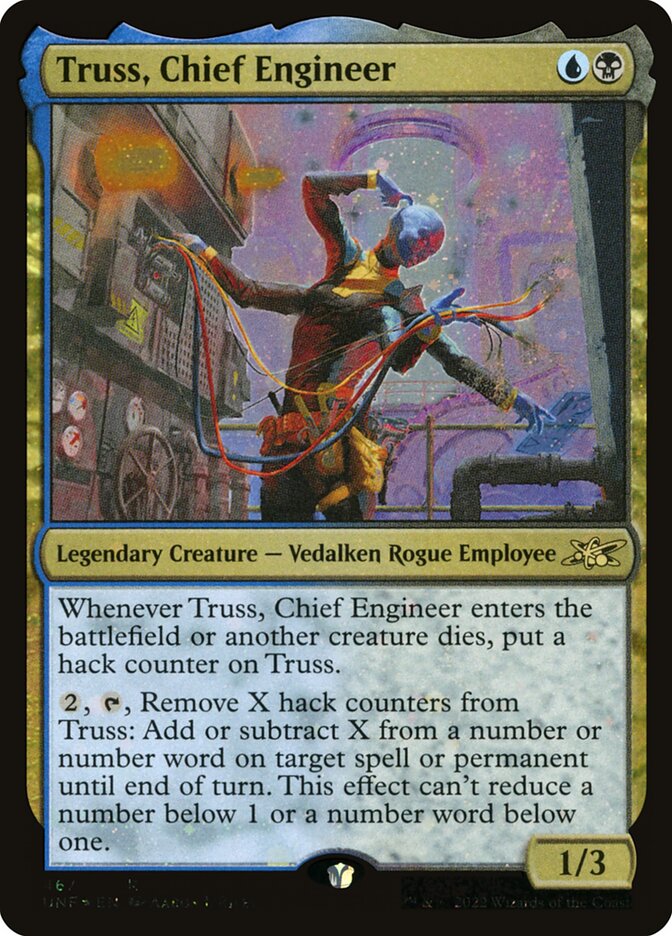 Truss, Chief Engineer
Legendary Creature — Vedalken Rogue Employee
Whenever Truss, Chief Engineer enters the
battlefield or another creature dies, put a
hack counter on Truss.
2, , Remove X hack counters from
Truss: Add or subtract X from a number or
number word on target spell or permanent
until end of turn. This effect can't reduce a
number below 1 or a number word below
one.
1/3
UNF EN
™ & © 2022 Wizards of the Coast